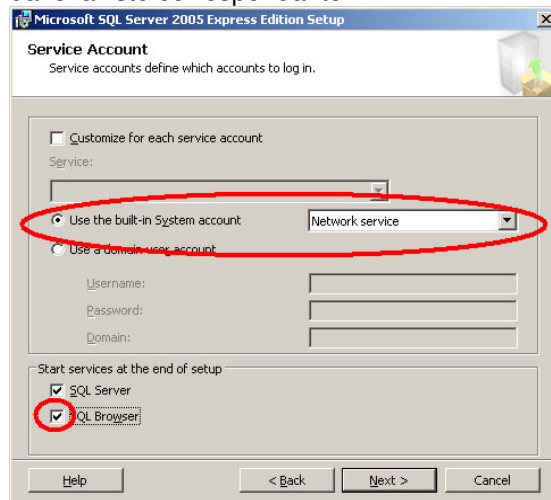 Microsoft SQL Server 2005 Express Edition Setup
Service Account
Service accounts define which accounts to log in.
Customize for each service account
Service:
Use the built-in System account Network service
Use a domain user account
Username:
Password:
Domain:
Start services at the end of setup
SQL Server
SQL Browser
Help < Back Next > Cancel